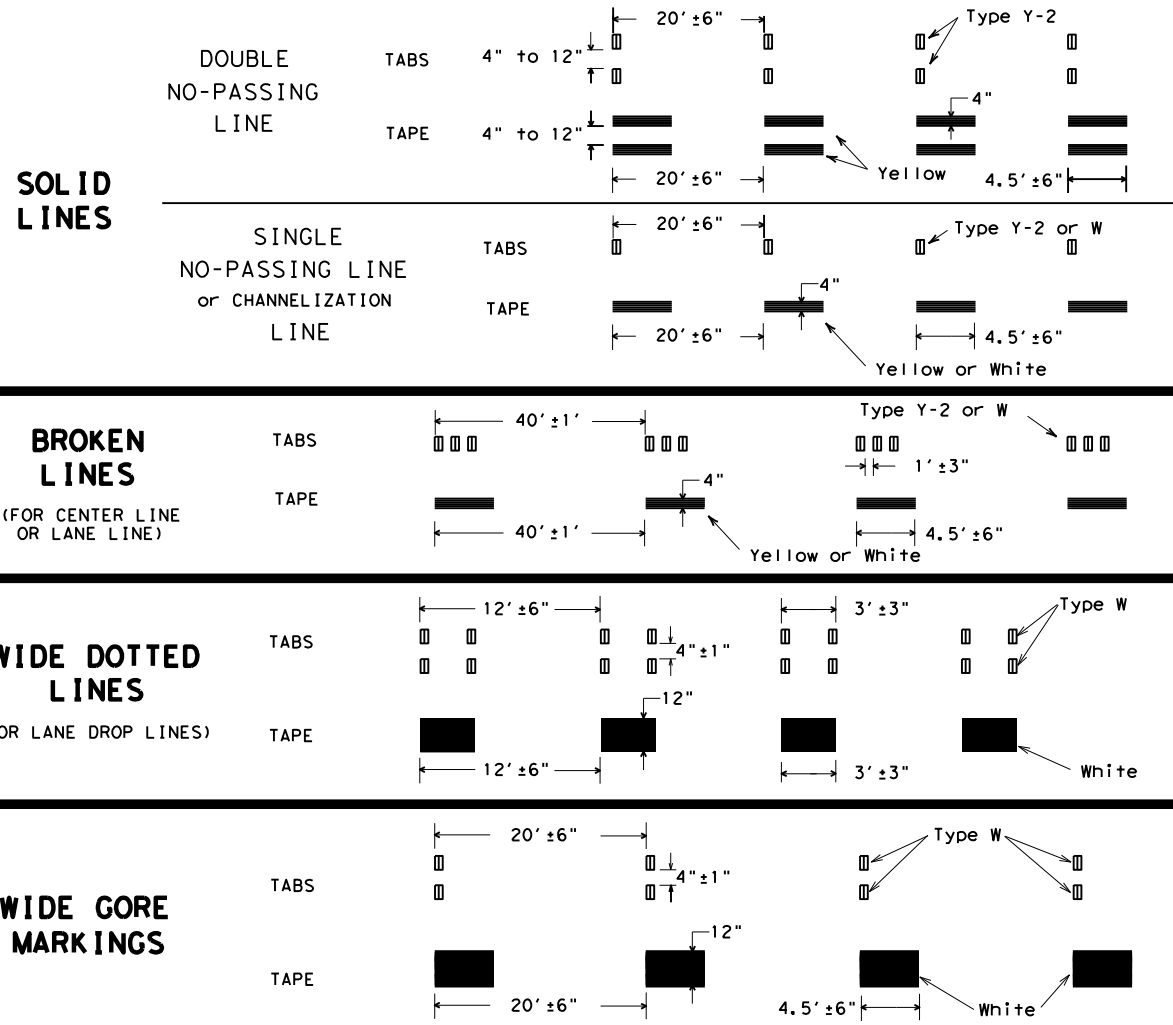 SOLID
LINES
DOUBLE
NO-PASSING
LINE
TABS
4" to 12"
20'±6"
Type Y-2
TAPE
4" to 12"
4"
Yellow
20'±6"
4.5'±6"
SINGLE
NO-PASSING LINE
or CHANNELIZATION
LINE
TABS
20'±6"
Type Y-2 or W
TAPE
4"
20'±6"
4.5'±6"
Yellow or White
BROKEN
LINES
(FOR CENTER LINE
OR LANE LINE)
TABS
40'±1'
Type Y-2 or W
1'±3"
TAPE
4"
40'±1'
4.5'±6"
Yellow or White
WIDE DOTTED
LINES
OR LANE DROP LINES)
TABS
12'±6"
3'±3"
Type W
4"±1"
TAPE
12"
12'±6"
3'±3"
White
WIDE GORE
MARKINGS
TABS
20'±6"
Type W
4"±1"
TAPE
12"
20'±6"
4.5'±6"
White